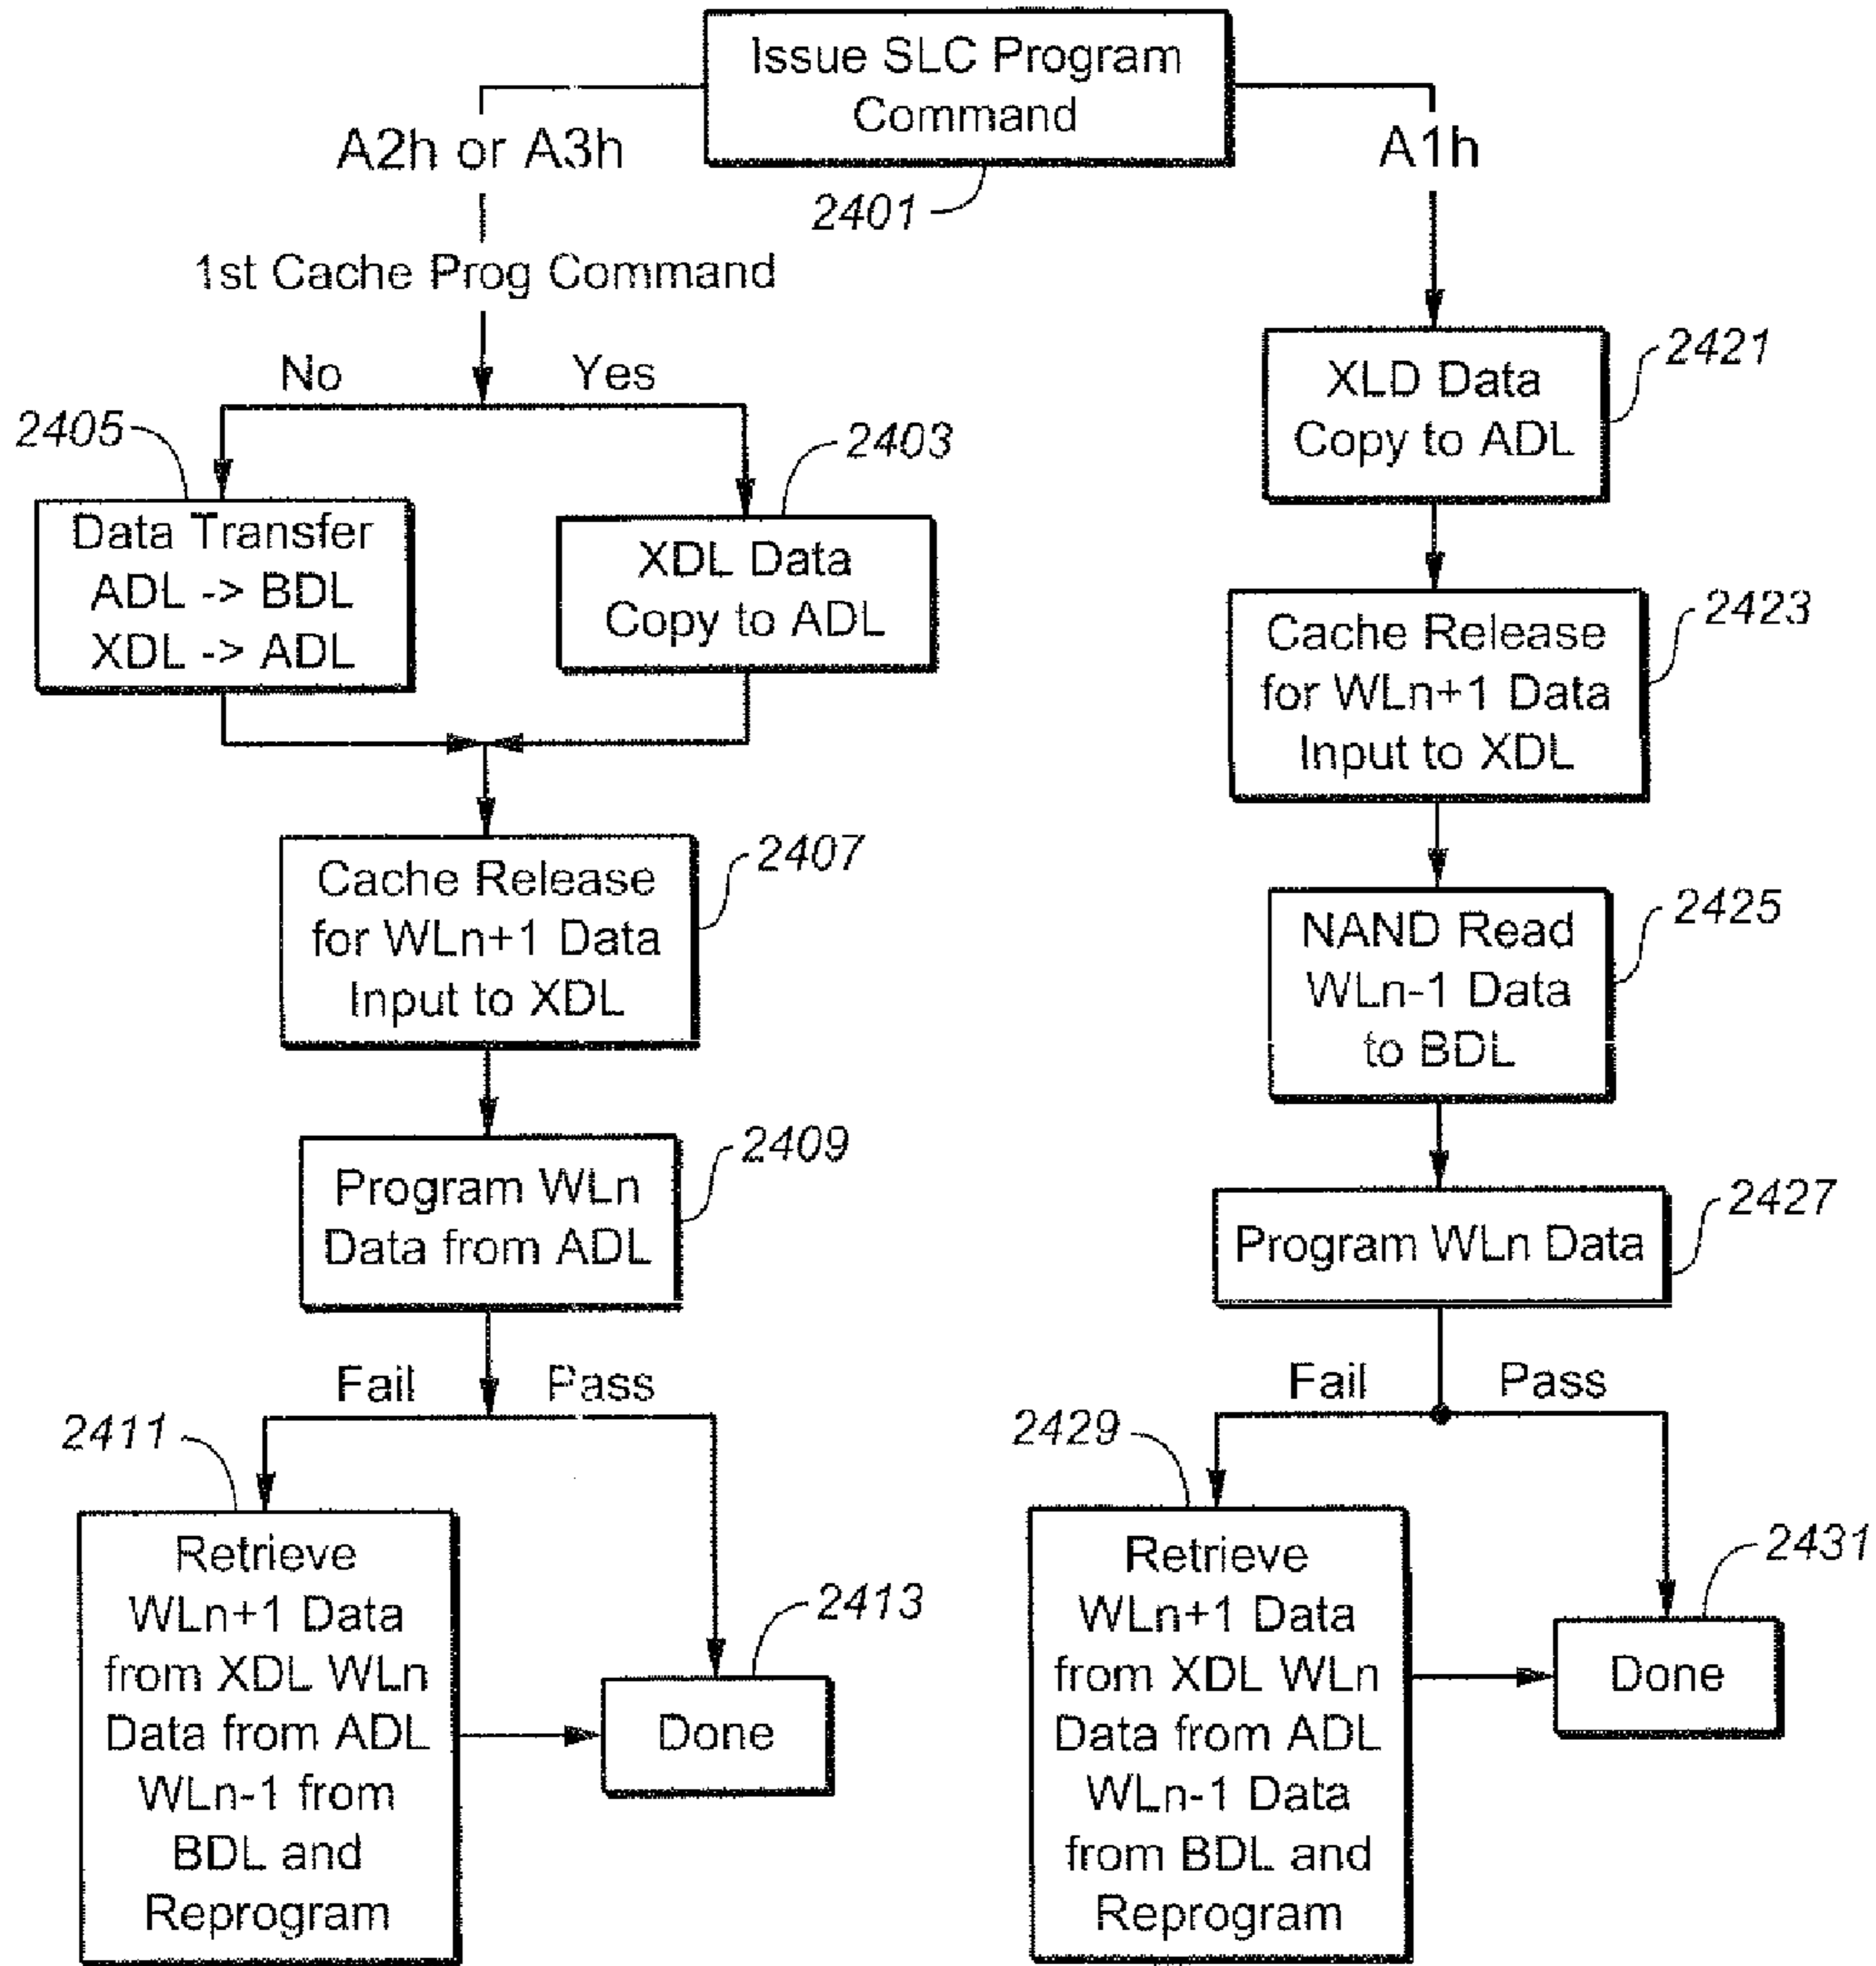 Issue SLC Program
Command
2401
A2h or A3h
1st Cache Prog Command
No
Yes
2405
Data Transfer
ADL -> BDL
XDL -> ADL
2403
XDL Data
Copy to ADL
2407
Cache Release
for WLn+1 Data
Input to XDL
2409
Program WLn
Data from ADL
Fail
Pass
2411
Retrieve
WLn+1 Data
from XDL WLn
Data from ADL
WLn-1 from
BDL and
Reprogram
2413
Done
A1h
2421
XLD Data
Copy to ADL
2423
Cache Release
for WLn+1 Data
Input to XDL
2425
NAND Read
WLn-1 Data
to BDL
2427
Program WLn Data
Fail
Pass
2429
Retrieve
WLn+1 Data
from XDL WLn
Data from ADL
WLn-1 Data
from BDL and
Reprogram
2431
Done